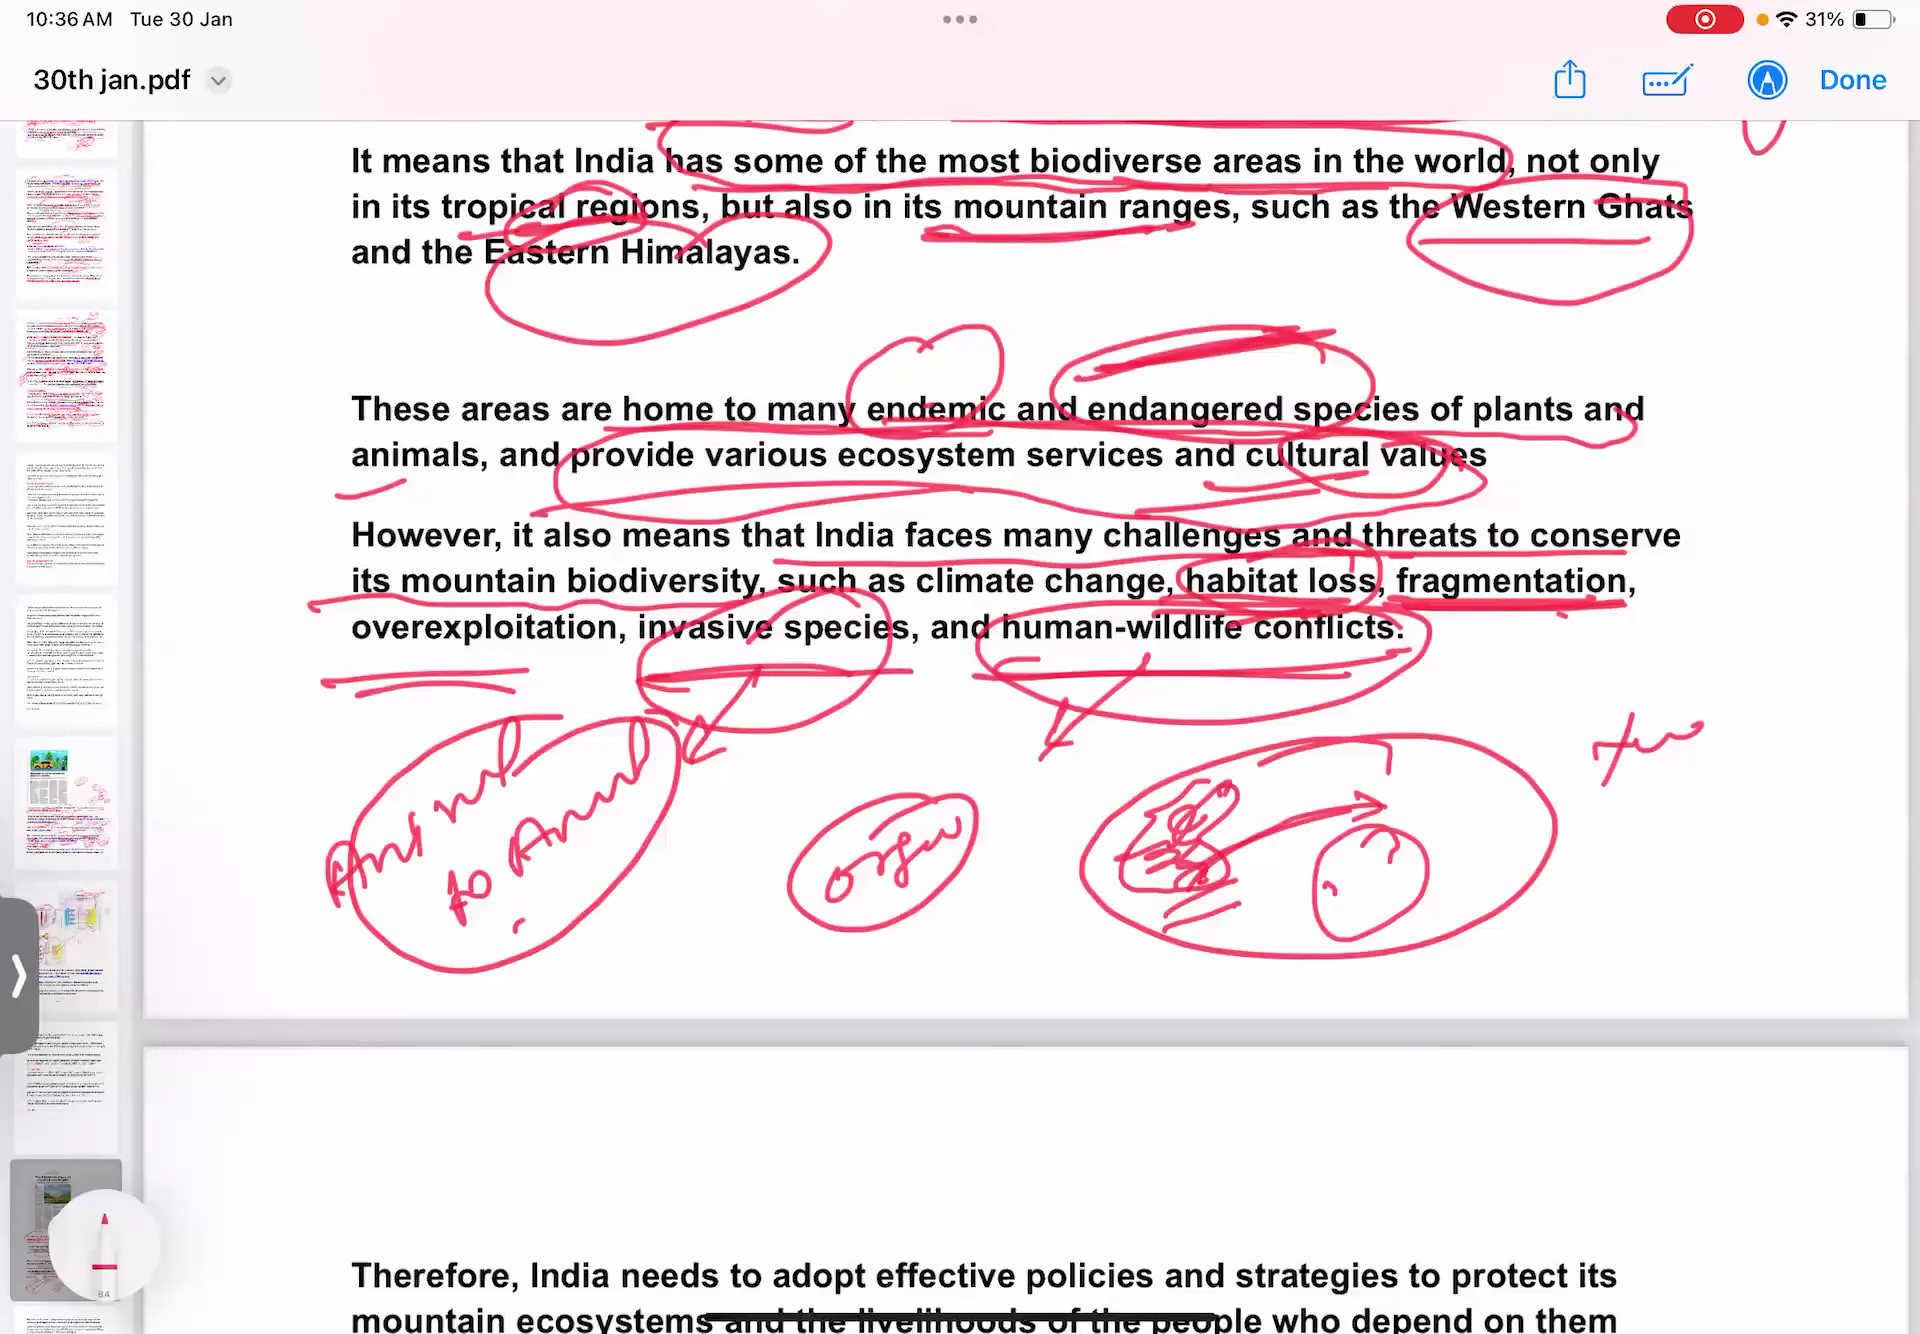 10:36 AM Tue 30 Jan
31%
30th jan.pdf
Done
It means that India has some of the most biodiverse areas in the world, not only
in its tropical regions, but also in its mountain ranges, such as the Western Ghats
and the Eastern Himalayas.
These areas are home to many endemic and endangered species of plants and
animals, and provide various ecosystem services and cultural values
However, it also means that India faces many challenges and threats to conserve
its mountain biodiversity, such as climate change, habitat loss, fragmentation,
overexploitation, invasive species, and human-wildlife conflicts.
to
Therefore, India needs to adopt effective policies and strategies to protect its
mountain ecosystems and the livelihoods of the people who depend on them